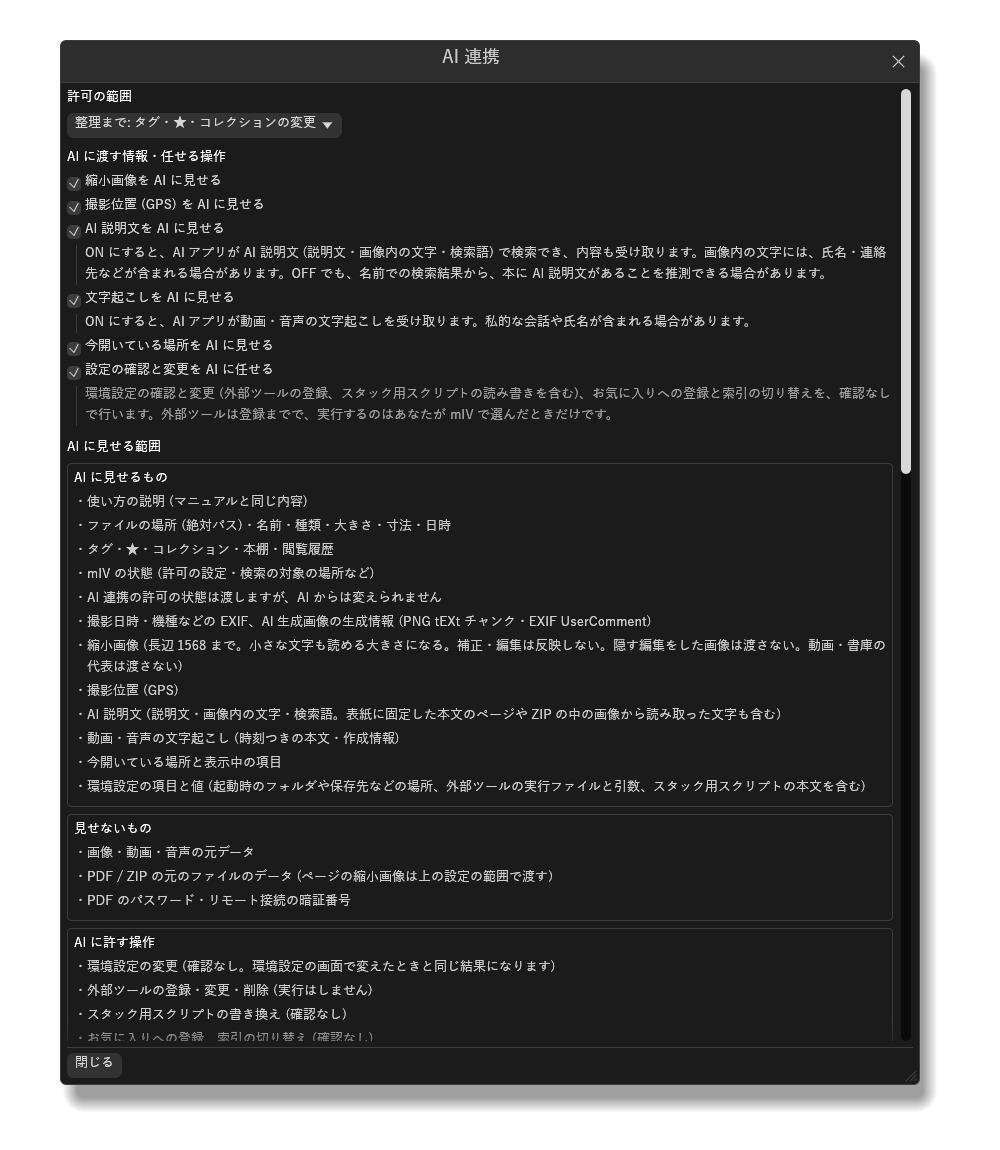 AI 連携
許可の範囲
整理まで: タグ・★・コレクションの変更
AI に渡す情報・任せる操作
縮小画像を AI に見せる
撮影位置 (GPS) を AI に見せる
AI 説明文を AI に見せる
ON にすると、AI アプリが AI 説明文 (説明文・画像内の文字・検索語) で検索でき、内容も受け取ります。画像内の文字には、氏名・連絡
先などが含まれる場合があります。OFF でも、名前での検索結果から、本に AI 説明文があることを推測できる場合があります。
文字起こしを AI に見せる
ON にすると、AI アプリが動画・音声の文字起こしを受け取ります。私的な会話や氏名が含まれる場合があります。
今開いている場所を AI に見せる
設定の確認と変更を AI に任せる
環境設定の確認と変更 (外部ツールの登録、スタック用スクリプトの読み書きを含む)、お気に入りへの登録と索引の切り替えを、確認なし
で行います。外部ツールは登録までで、実行するのはあなたが mIV で選んだときだけです。
AI に見せる範囲
AI に見せるもの
・使い方の説明 (マニュアルと同じ内容)
・ファイルの場所 (絶対パス)・名前・種類・大きさ・寸法・日時
・タグ・★・コレクション・本棚・閲覧履歴
・mIV の状態 (許可の設定・検索の対象の場所など)
・AI 連携の許可の状態は渡しますが、AI からは変えられません
・撮影日時・機種などの EXIF、AI 生成画像の生成情報 (PNG tEXt チャンク・EXIF UserComment)
・縮小画像 (長辺 1568 まで。小さな文字も読める大きさになる。補正・編集は反映しない。隠す編集をした画像は渡さない。動画・書庫の
代表は渡さない)
・撮影位置 (GPS)
・AI 説明文 (説明文・画像内の文字・検索語。表紙に固定した本文のページや ZIP の中の画像から読み取った文字も含む)
・動画・音声の文字起こし (時刻つきの本文・作成情報)
・今開いている場所と表示中の項目
・環境設定の項目と値 (起動時のフォルダや保存先などの場所、外部ツールの実行ファイルと引数、スタック用スクリプトの本文を含む)
見せないもの
・画像・動画・音声の元データ
・PDF / ZIP の元のファイルのデータ (ページの縮小画像は上の設定の範囲で渡す)
・PDF のパスワード・リモート接続の暗証番号
AI に許す操作
・環境設定の変更 (確認なし。環境設定の画面で変えたときと同じ結果になります)
・外部ツールの登録・変更・削除 (実行はしません)
・スタック用スクリプトの書き換え (確認なし)
・お気に入りへの登録、索引の切り替え (確認なし)
閉じる